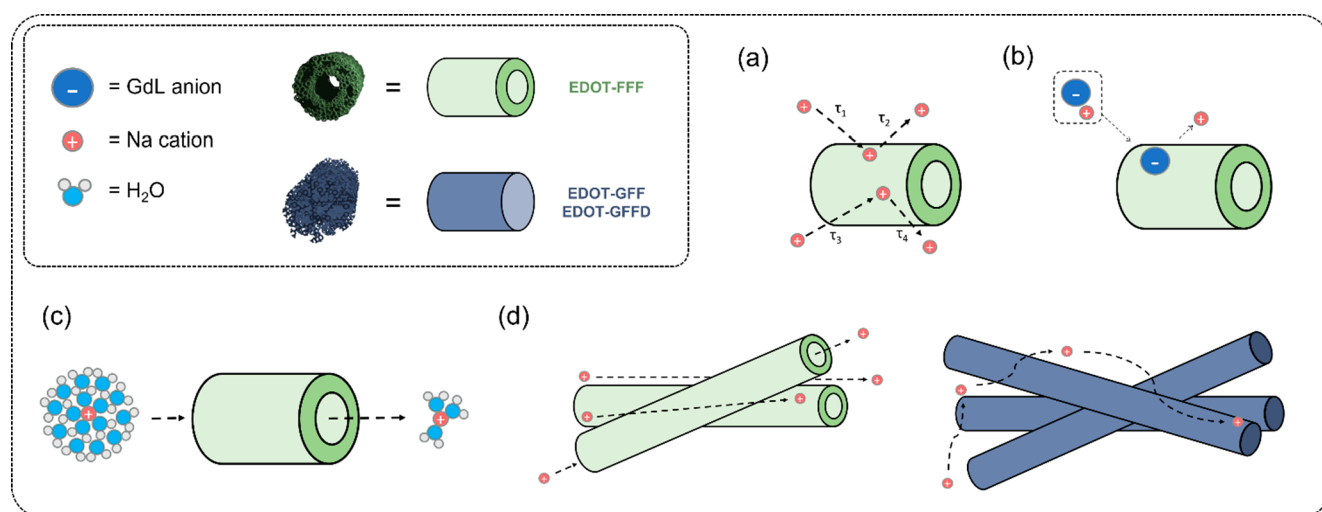 (a)
(b)
- = GdL anion
+ = Na cation
= H₂O
= EDOT-FFF
= EDOT-GFF
EDOT-GFFD
-
+
+ τ₁ τ₂ +
+
+
+ τ₃ τ₄ +
-
+
(c)
(d)
+
+
+
+
+
+
+
+
+
+
+
+